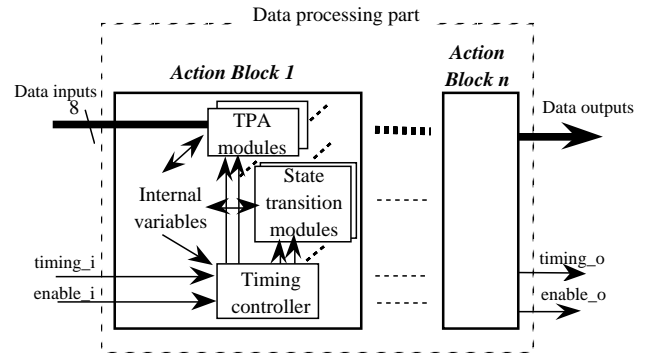 Data processing part
Action Block 1
Action
Block n
Data inputs
8
Data outputs
TPA
modules
State
transition
modules
Internal
variables
timing_i
enable_i
Timing
controller
timing_o
enable_o